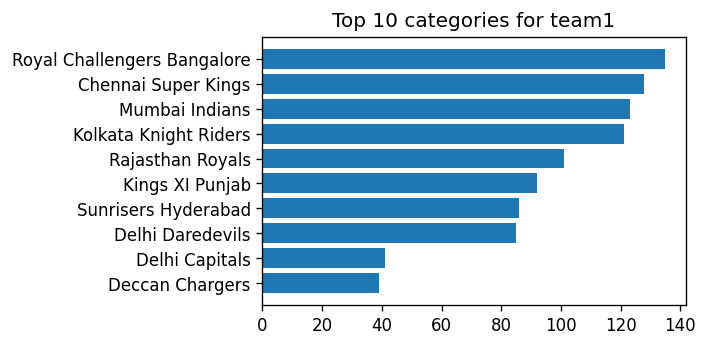 Top 10 categories for team1
Royal Challengers Bangalore
Chennai Super Kings
Mumbai Indians
Kolkata Knight Riders
Rajasthan Royals
Kings XI Punjab
Sunrisers Hyderabad
Delhi Daredevils
Delhi Capitals
Deccan Chargers
0 20 40 60 80 100 120 140